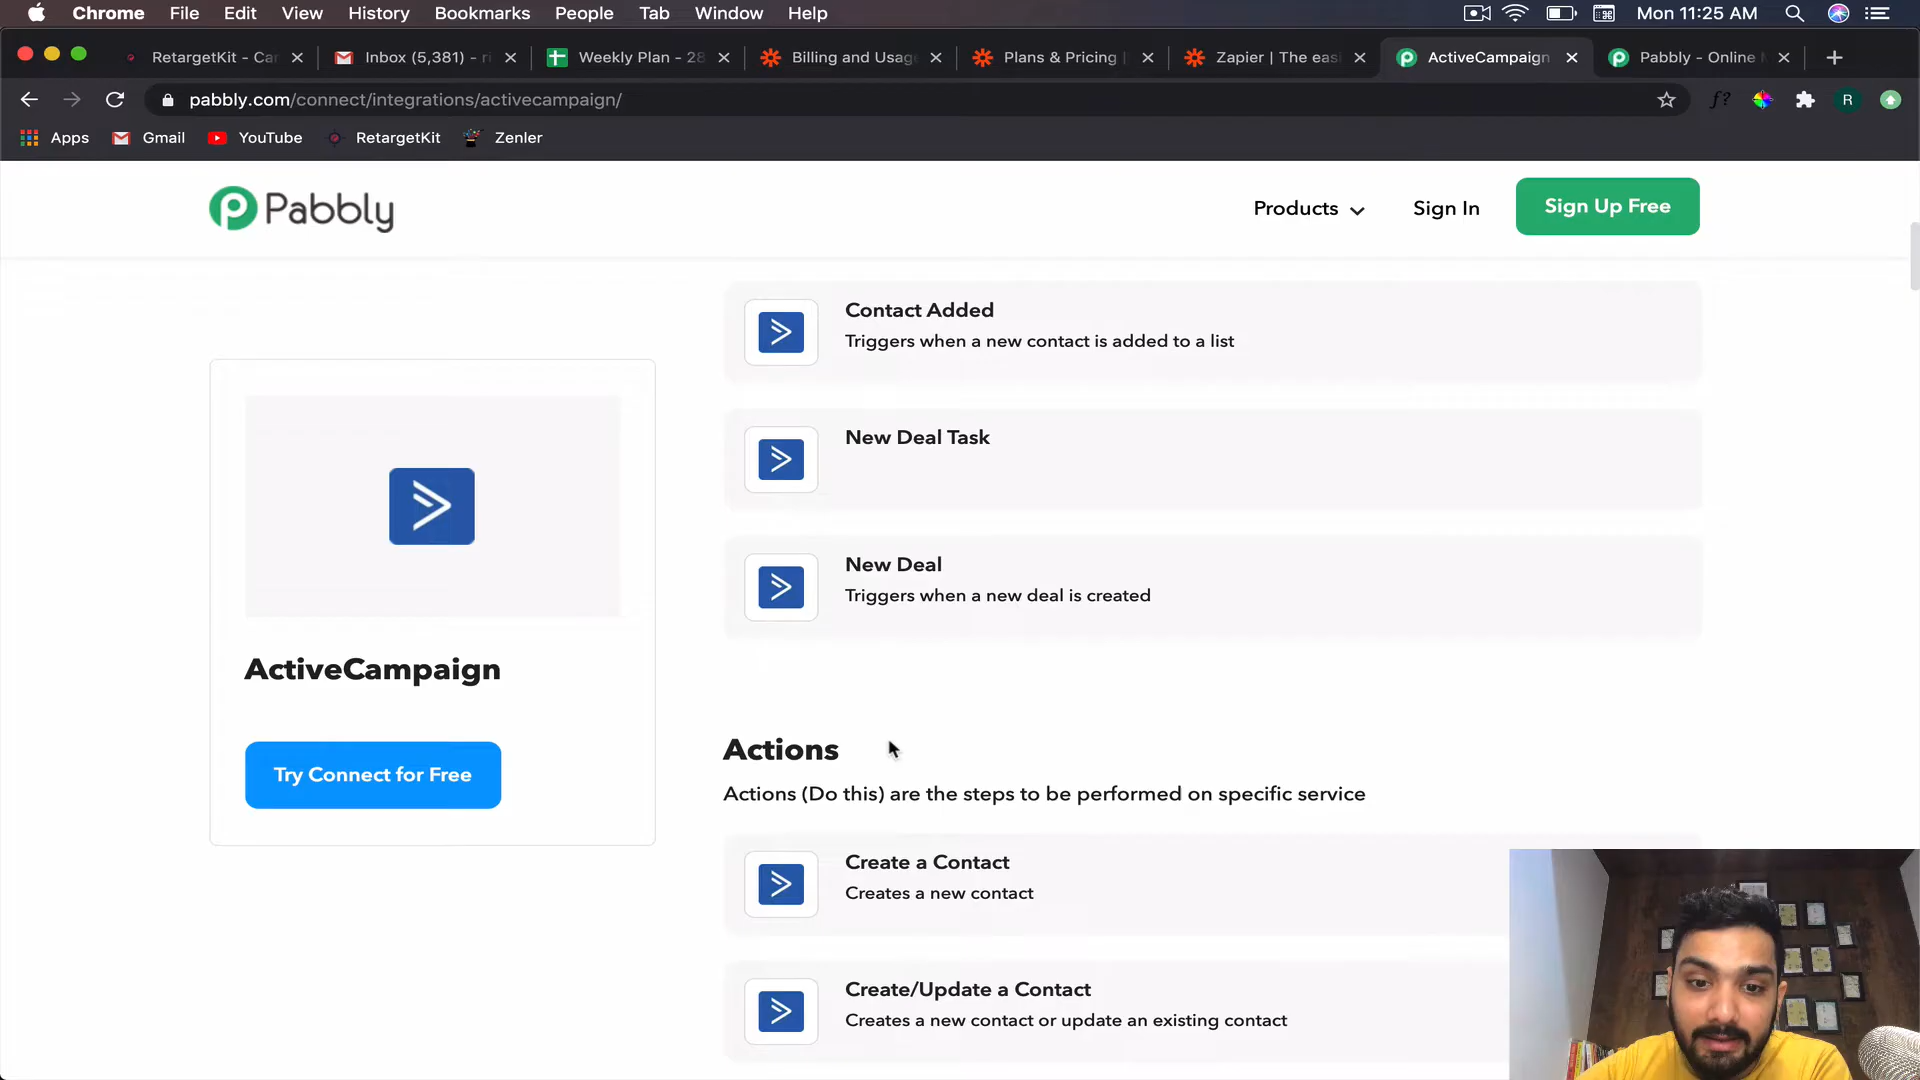 Chrome File Edit View History Bookmarks People Tab Window Help Mon 11:25 AM
RetargetKit - Car Inbox (5,381) - ri Weekly Plan - 28 Billing and Usage Plans & Pricing | Zapier | The easi ActiveCampaign Pabbly - Online M
pabbly.com/connect/integrations/activecampaign/ f? R
Apps Gmail YouTube RetargetKit Zenler
Pabbly Products Sign In Sign Up Free
Contact Added
Triggers when a new contact is added to a list
New Deal Task
New Deal
Triggers when a new deal is created
ActiveCampaign
Try Connect for Free
Actions
Actions (Do this) are the steps to be performed on specific service
Create a Contact
Creates a new contact
Create/Update a Contact
Creates a new contact or update an existing contact